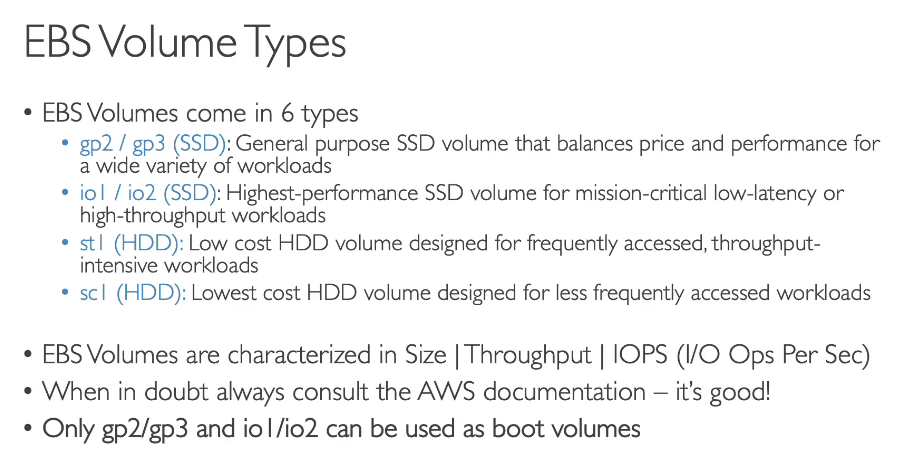 EBS Volume Types
• EBS Volumes come in 6 types
• gp2 / gp3 (SSD): General purpose SSD volume that balances price and performance for
a wide variety of workloads
• io1 / io2 (SSD): Highest-performance SSD volume for mission-critical low-latency or
high-throughput workloads
• st1 (HDD): Low cost HDD volume designed for frequently accessed, throughput-
intensive workloads
• sc1 (HDD): Lowest cost HDD volume designed for less frequently accessed workloads
• EBS Volumes are characterized in Size | Throughput | IOPS (I/O Ops Per Sec)
• When in doubt always consult the AWS documentation – it's good!
• Only gp2/gp3 and io1/io2 can be used as boot volumes